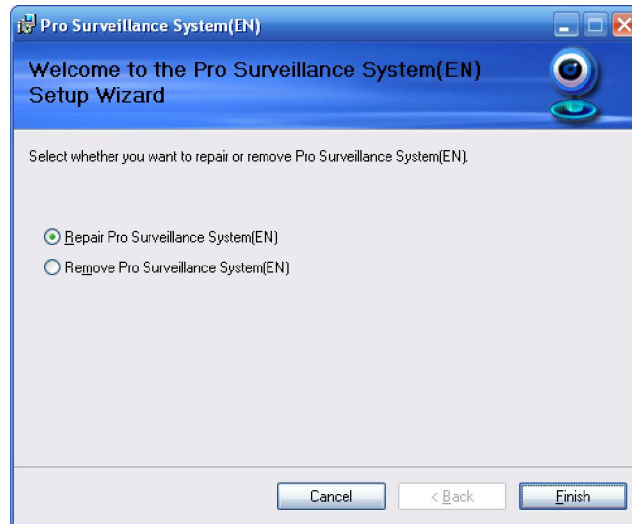 Pro Surveillance System(EN)
Welcome to the Pro Surveillance System(EN)
Setup Wizard
Select whether you want to repair or remove Pro Surveillance System(EN).
Repair Pro Surveillance System(EN)
Remove Pro Surveillance System(EN)
Cancel
< Back
Finish